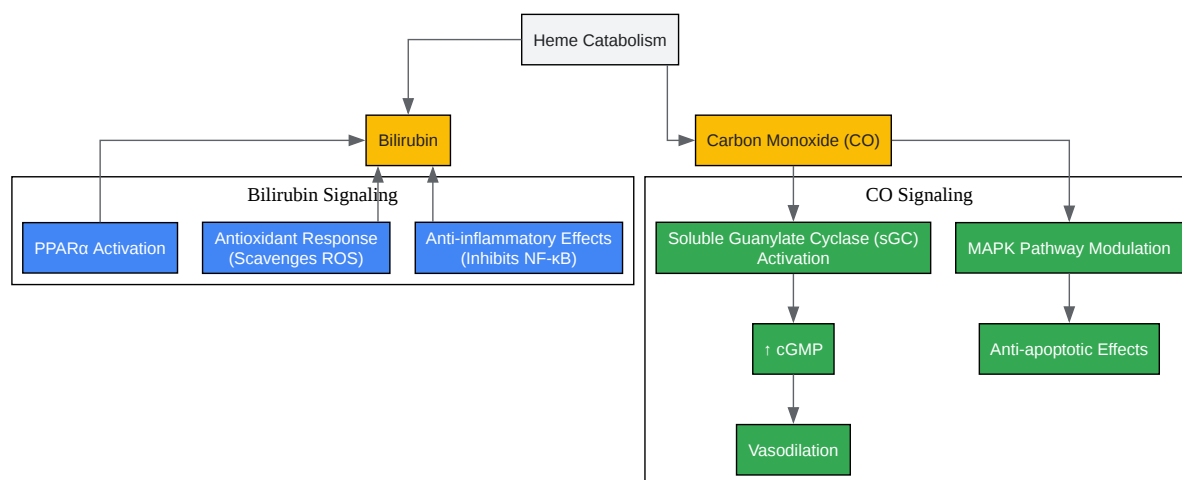 Heme Catabolism
Bilirubin
Carbon Monoxide (CO)
Bilirubin Signaling
CO Signaling
PPARα Activation
Antioxidant Response
(Scavenges ROS)
Anti-inflammatory Effects
(Inhibits NF-κB)
Soluble Guanylate Cyclase (sGC)
Activation
MAPK Pathway Modulation
↑ cGMP
Anti-apoptotic Effects
Vasodilation